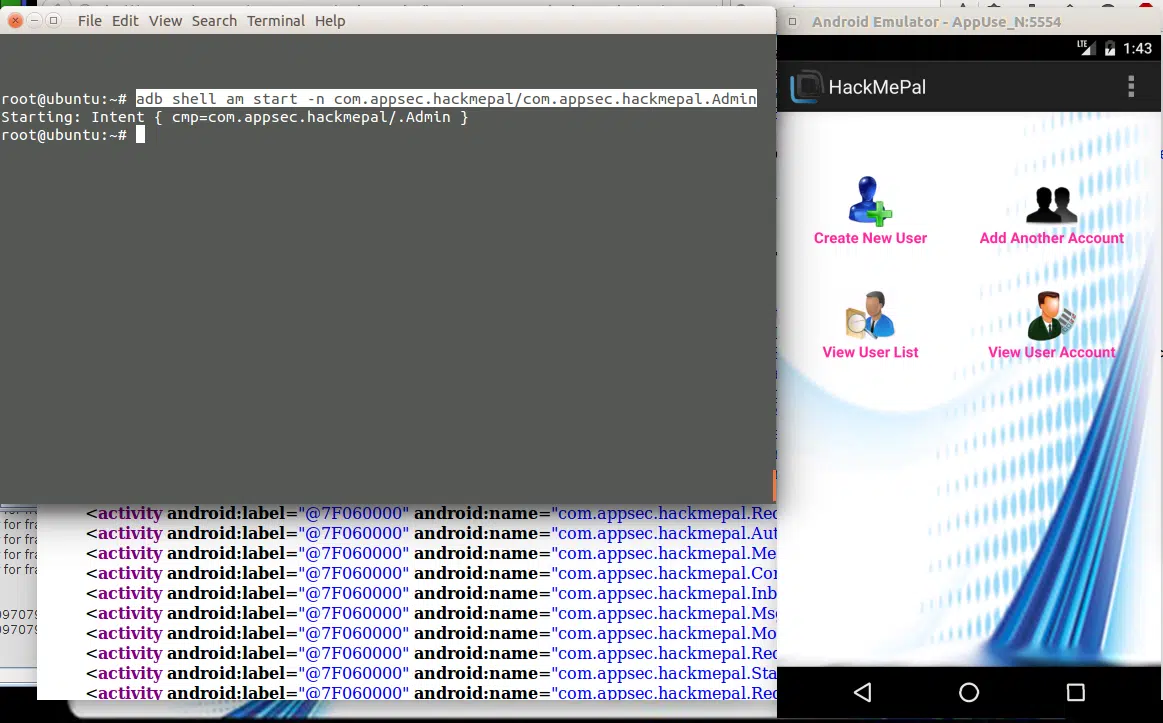 File Edit View Search Terminal Help
root@ubuntu:~# adb shell am start -n com.appsec.hackmepal/com.appsec.hackmepal.Admin
Starting: Intent { cmp=com.appsec.hackmepal/.Admin }
root@ubuntu:~#
for fra
for fra
for fra
for fra
097079
097079
<activity android:label="@7F060000" android:name="com.appsec.hackmepal.Rec
<activity android:label="@7F060000" android:name="com.appsec.hackmepal.Aut
<activity android:label="@7F060000" android:name="com.appsec.hackmepal.Me
<activity android:label="@7F060000" android:name="com.appsec.hackmepal.Cor
<activity android:label="@7F060000" android:name="com.appsec.hackmepal.Inb
<activity android:label="@7F060000" android:name="com.appsec.hackmepal.Mse
<activity android:label="@7F060000" android:name="com.appsec.hackmepal.Mo
<activity android:label="@7F060000" android:name="com.appsec.hackmepal.Rec
<activity android:label="@7F060000" android:name="com.appsec.hackmepal.Sta
<activity android:label="@7F060000" android:name="com.appsec.hackmepal.Rec
Android Emulator - AppUse_N:5554
LTE 1:43
HackMePal
Create New User
Add Another Account
View User List
View User Account